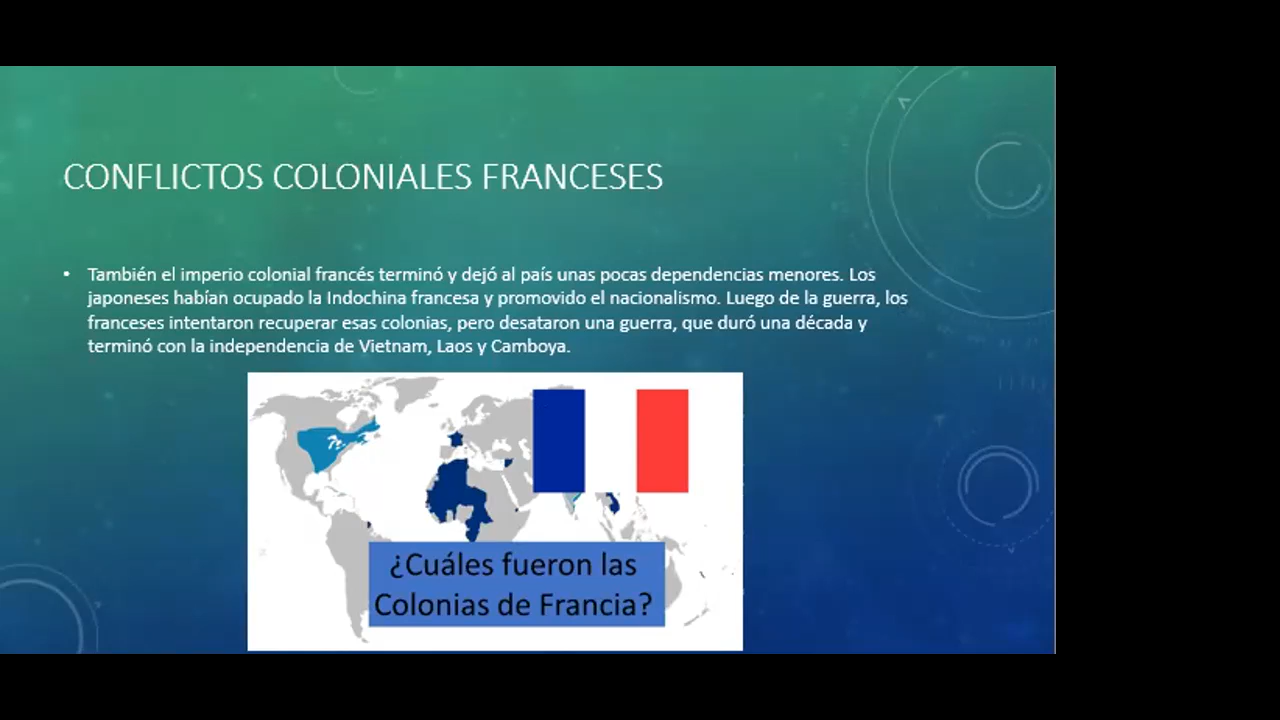 CONFLICTOS COLONIALES FRANCESES
• También el imperio colonial francés terminó y dejó al país unas pocas dependencias menores. Los
japoneses habían ocupado la Indochina francesa y promovido el nacionalismo. Luego de la guerra, los
franceses intentaron recuperar esas colonias, pero desataron una guerra, que duró una década y
terminó con la independencia de Vietnam, Laos y Camboya.
¿Cuáles fueron las
Colonias de Francia?